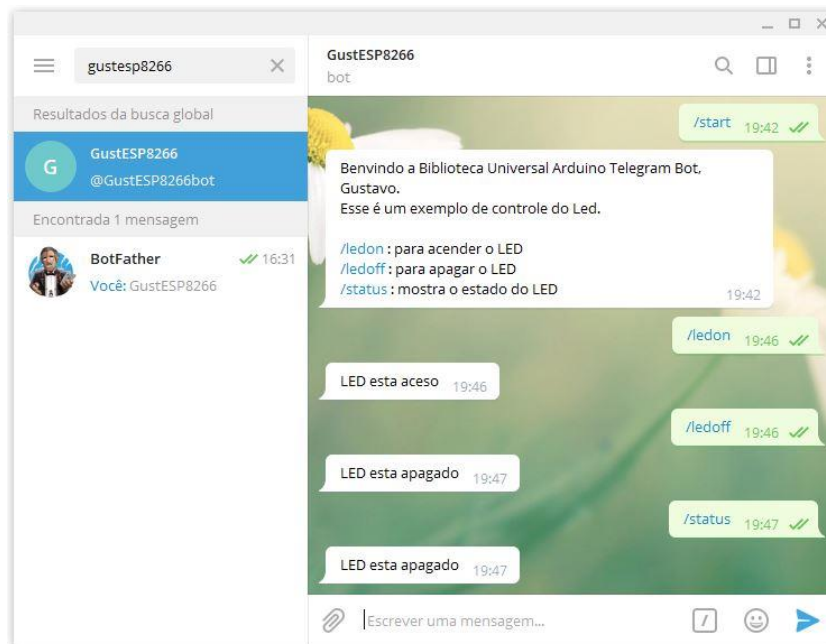 gustesp8266
Resultados da busca global
G
GustESP8266
@GustESP8266bot
Encontrada 1 mensagem
BotFather
16:31
Você: GustESP8266
GustESP8266
bot
/start 19:42
Benvindo a Biblioteca Universal Arduino Telegram Bot,
Gustavo.
Esse é um exemplo de controle do Led.
/ledon : para acender o LED
/ledoff : para apagar o LED
/status : mostra o estado do LED
19:42
/ledon 19:46
LED esta aceso 19:46
/ledoff 19:46
LED esta apagado 19:47
/status 19:47
LED esta apagado 19:47
Escrever uma mensagem...